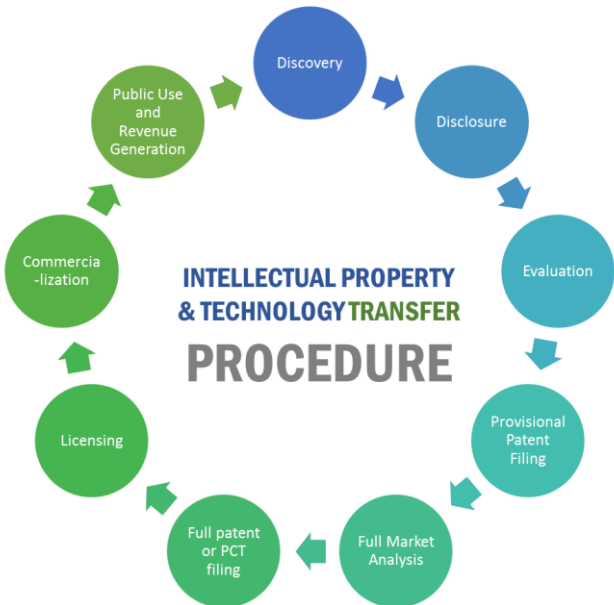 Discovery
Disclosure
Evaluation
Provisional
Patent
Filing
Full Market
Analysis
Full patent
or PCT
filing
Licensing
Commercia
-lization
Public Use
and
Revenue
Generation
INTELLECTUAL PROPERTY
& TECHNOLOGY TRANSFER
PROCEDURE